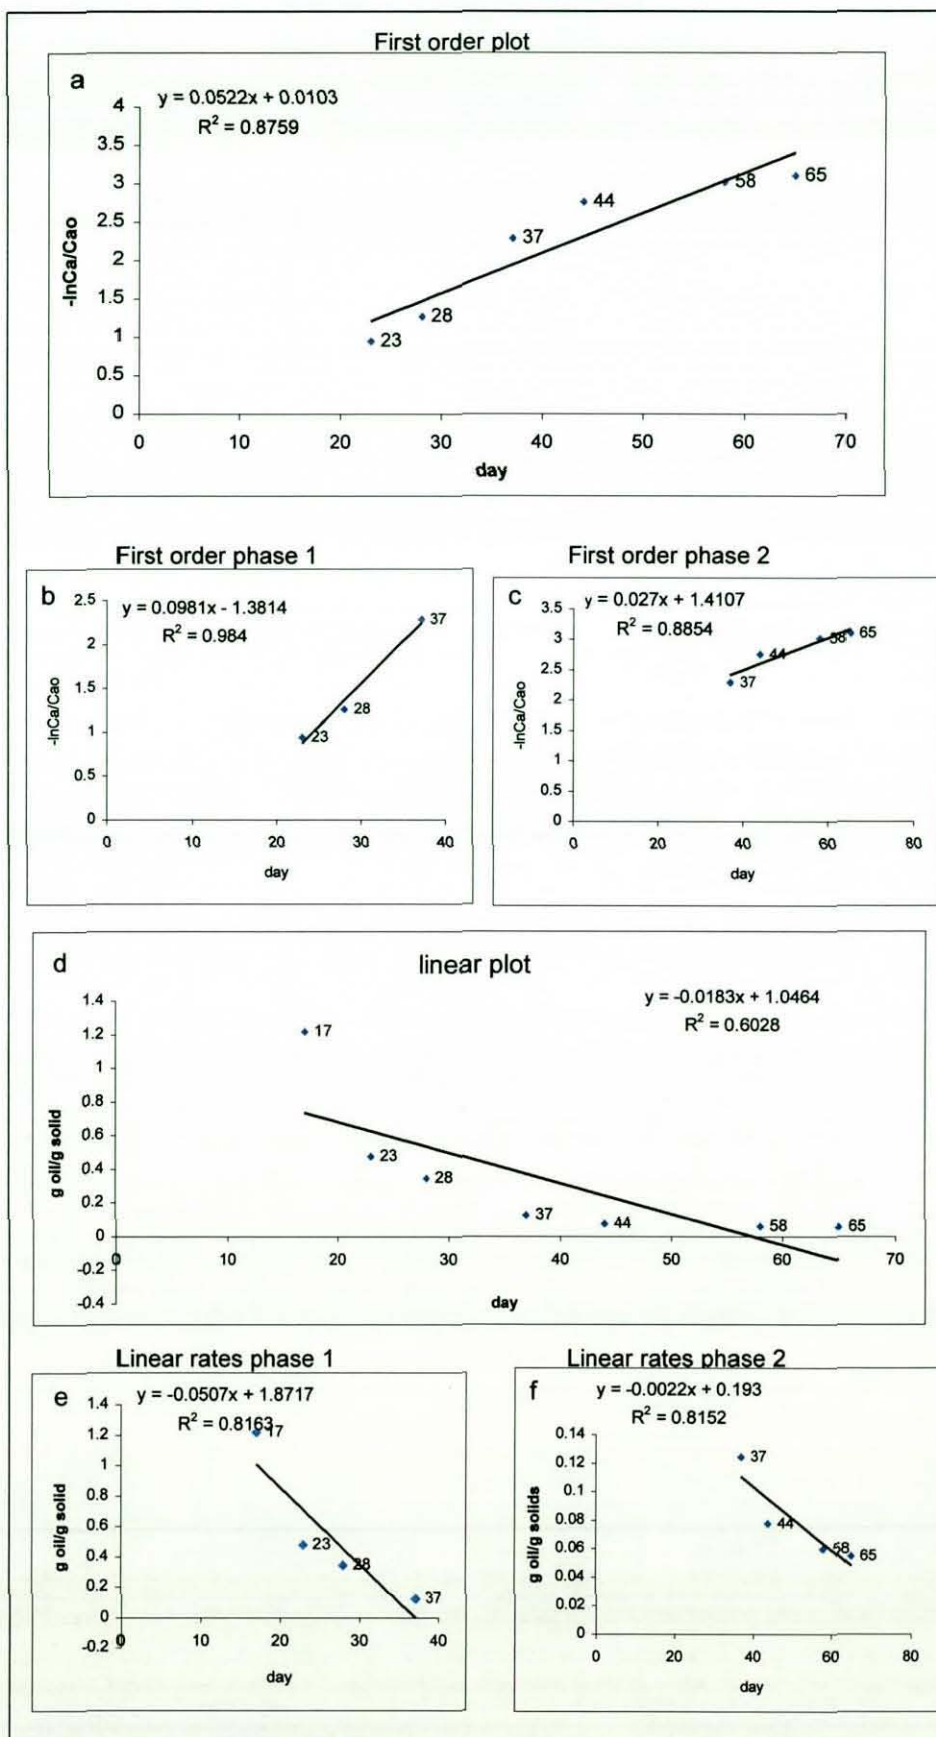 First order plot
a
y = 0.0522x + 0.0103
R² = 0.8759
4
3.5
3
2.5
2
1.5
1
0.5
0
-lnCa/Cao
23
28
37
44
58
65
0 10 20 30 40 50 60 70
day
First order phase 1
b
y = 0.0981x - 1.3814
R² = 0.984
2.5
2
1.5
1
0.5
0
-lnCa/Cao
23
28
37
0 10 20 30 40
day
First order phase 2
c
y = 0.027x + 1.4107
R² = 0.8854
3.5
3
2.5
2
1.5
1
0.5
0
-lnCa/Cao
37
44
58
65
0 20 40 60 80
day
d
linear plot
y = -0.0183x + 1.0464
R² = 0.6028
1.4
1.2
1
0.8
0.6
0.4
0.2
0
-0.2
-0.4
g oil/g solid
17
23
28
37
44
58
65
0 10 20 30 40 50 60 70
day
Linear rates phase 1
e
y = -0.0507x + 1.8717
R² = 0.8163
1.4
1.2
1
0.8
0.6
0.4
0.2
0
-0.2
g oil/g solid
17
23
28
37
0 10 20 30 40
day
Linear rates phase 2
f
y = -0.0022x + 0.193
R² = 0.8152
0.14
0.12
0.1
0.08
0.06
0.04
0.02
0
g oil/g solids
37
44
58
65
0 20 40 60 80
day